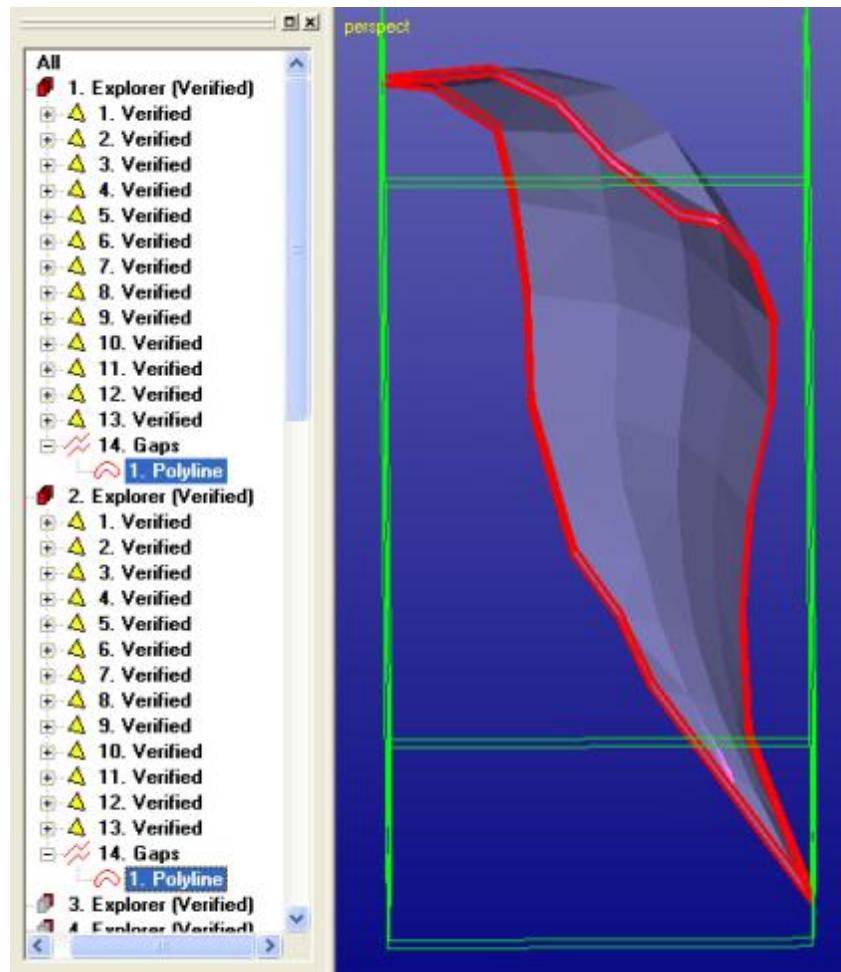 All
1. Explorer (Verified)
1. Verified
2. Verified
3. Verified
4. Verified
5. Verified
6. Verified
7. Verified
8. Verified
9. Verified
10. Verified
11. Verified
12. Verified
13. Verified
14. Gaps
1. Polyline
2. Explorer (Verified)
1. Verified
2. Verified
3. Verified
4. Verified
5. Verified
6. Verified
7. Verified
8. Verified
9. Verified
10. Verified
11. Verified
12. Verified
13. Verified
14. Gaps
1. Polyline
3. Explorer (Verified)
4. Explorer (Verified)
perspect